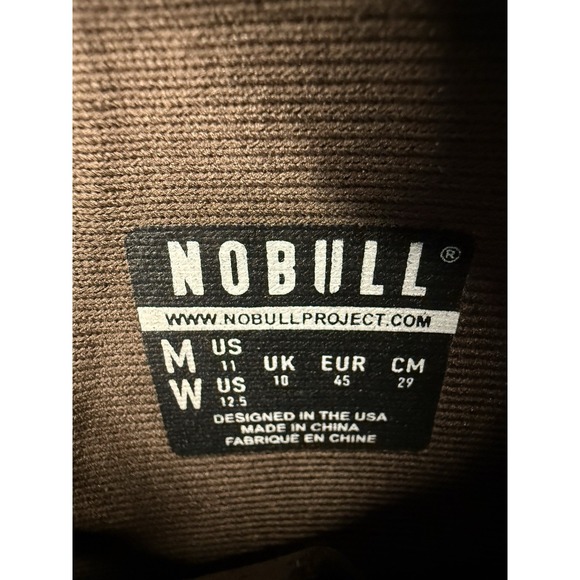 NOBULL®
WWW.NOBULLPROJECT.COM
M US 11 UK 10 EUR 45 CM 29
W US 12.5
DESIGNED IN THE USA
MADE IN CHINA
FABRIQUE EN CHINE